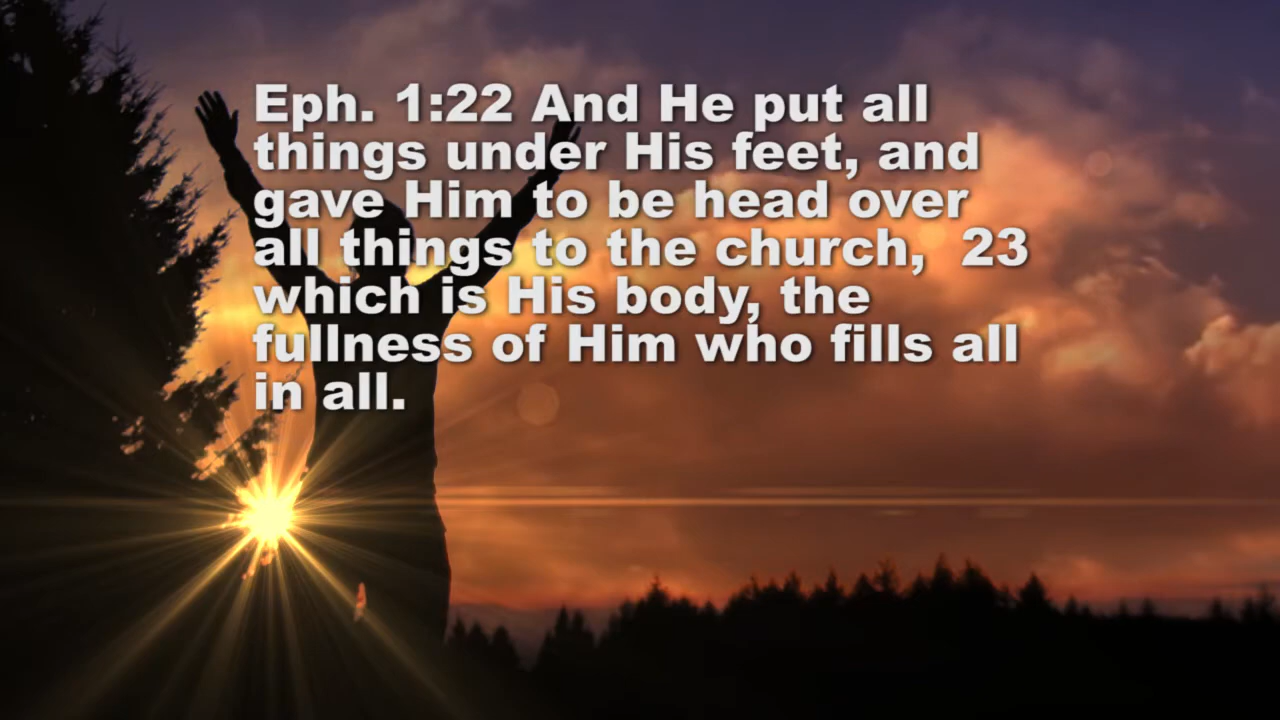 Eph. 1:22 And He put all
things under His feet, and
gave Him to be head over
all things to the church,  23
which is His body, the
fullness of Him who fills all
in all.